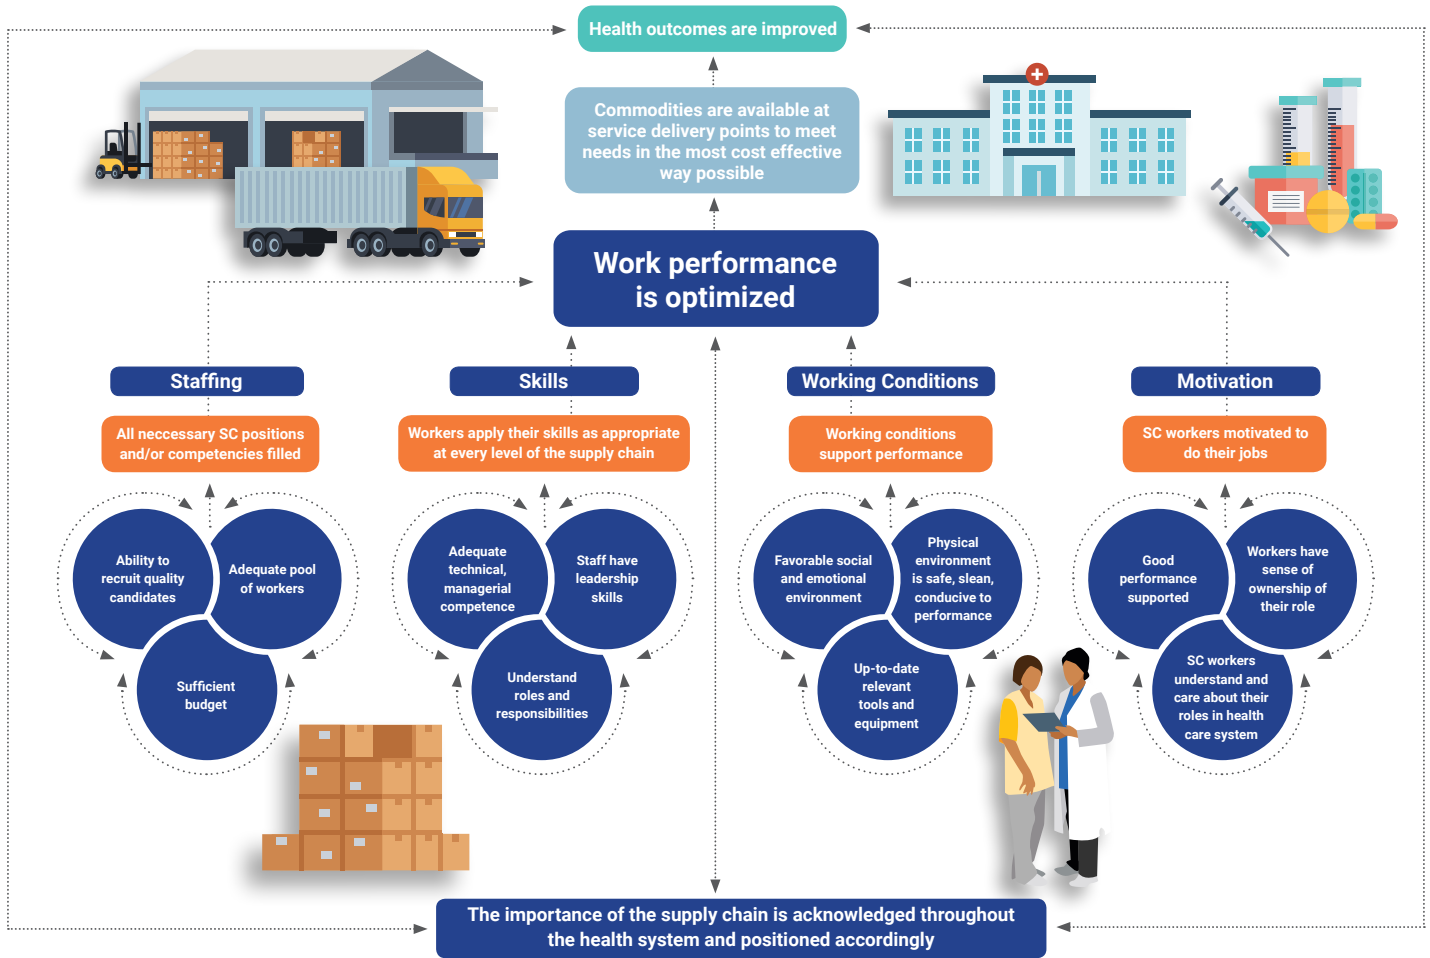 Health outcomes are improved
Commodities are available at
service delivery points to meet
needs in the most cost effective
way possible
Work performance
is optimized
Staffing
Skills
Working Conditions
Motivation
All neccessary SC positions
and/or competencies filled
Workers apply their skills as appropriate
at every level of the supply chain
Working conditions
support performance
SC workers motivated to
do their jobs
Ability to
recruit quality
candidates
Adequate pool
of workers
Sufficient
budget
Adequate
technical,
managerial
competence
Staff have
leadership
skills
Understand
roles and
responsibilities
Favorable social
and emotional
environment
Physical
environment
is safe, slean,
conducive to
performance
Up-to-date
relevant
tools and
equipment
Good
performance
supported
Workers have
sense of
ownership of
their role
SC workers
understand and
care about their
roles in health
care system
The importance of the supply chain is acknowledged throughout
the health system and positioned accordingly